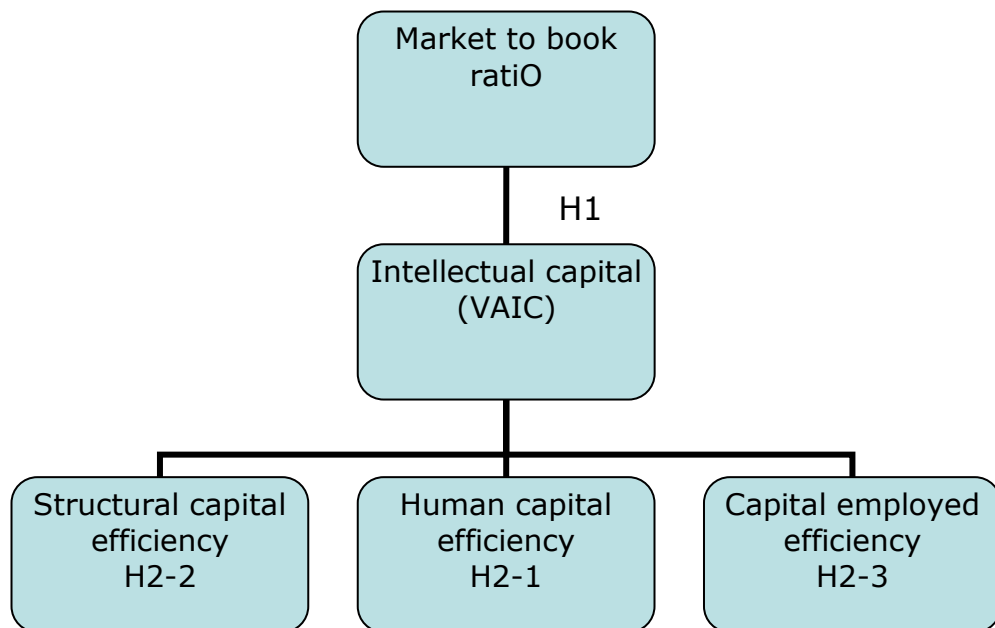 Market to book
ratiO
H1
Intellectual capital
(VAIC)
Structural capital
efficiency
H2-2
Human capital
efficiency
H2-1
Capital employed
efficiency
H2-3